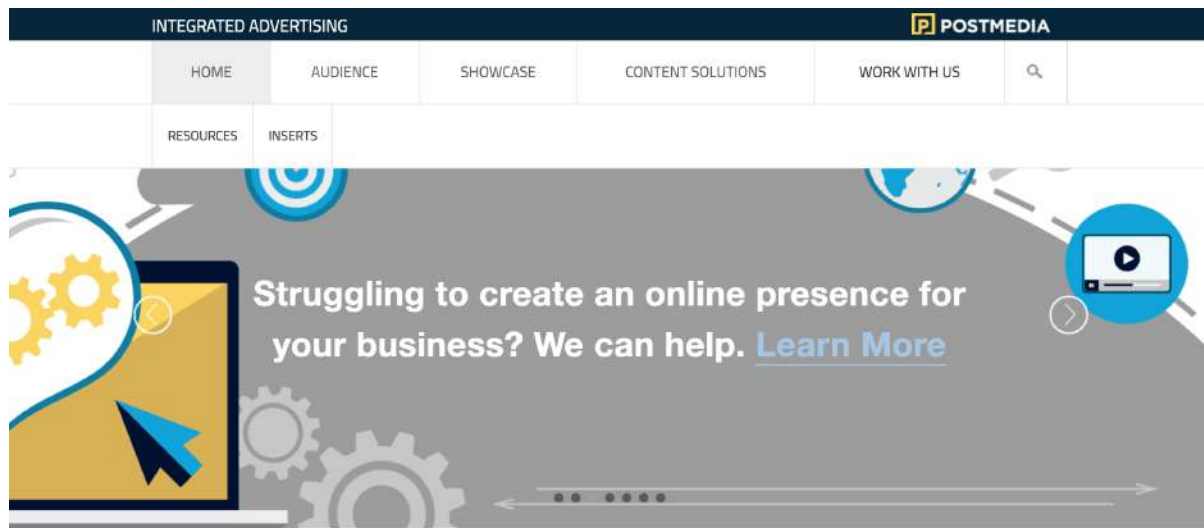 INTEGRATED ADVERTISING
POSTMEDIA
HOME
AUDIENCE
SHOWCASE
CONTENT SOLUTIONS
WORK WITH US
RESOURCES
INSERTS
Struggling to create an online presence for
your business? We can help. Learn More